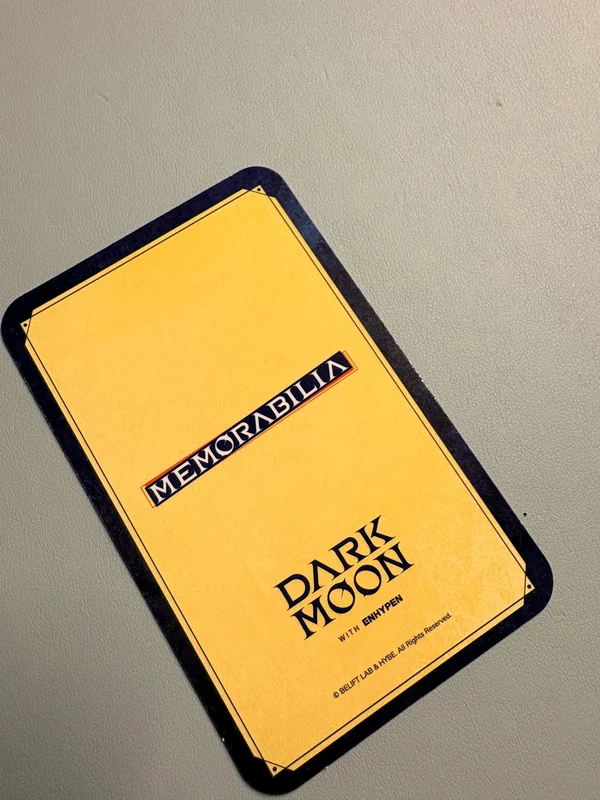 MEMORABILIA
DARK
MOON
WITH ENHYPEN
© BELIFT LAB & HYBE. All Rights Reserved.